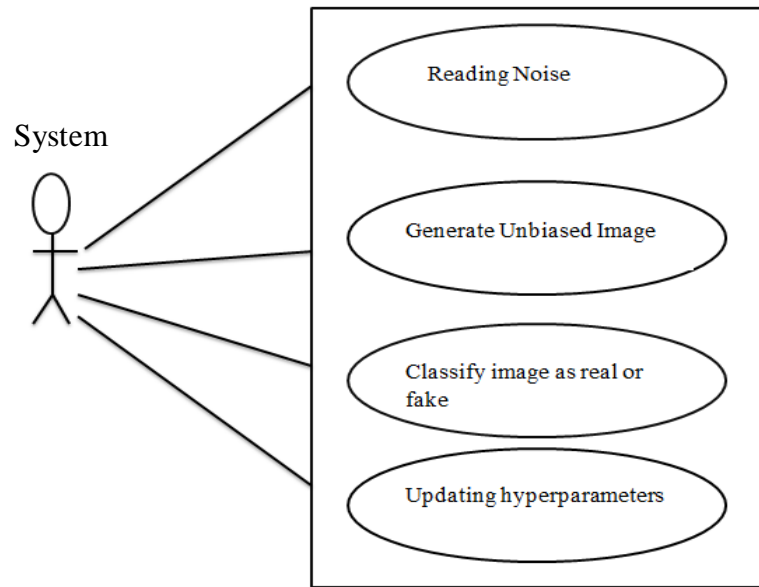 System
Reading Noise
Generate Unbiased Image
Classify image as real or
fake
Updating hyperparameters